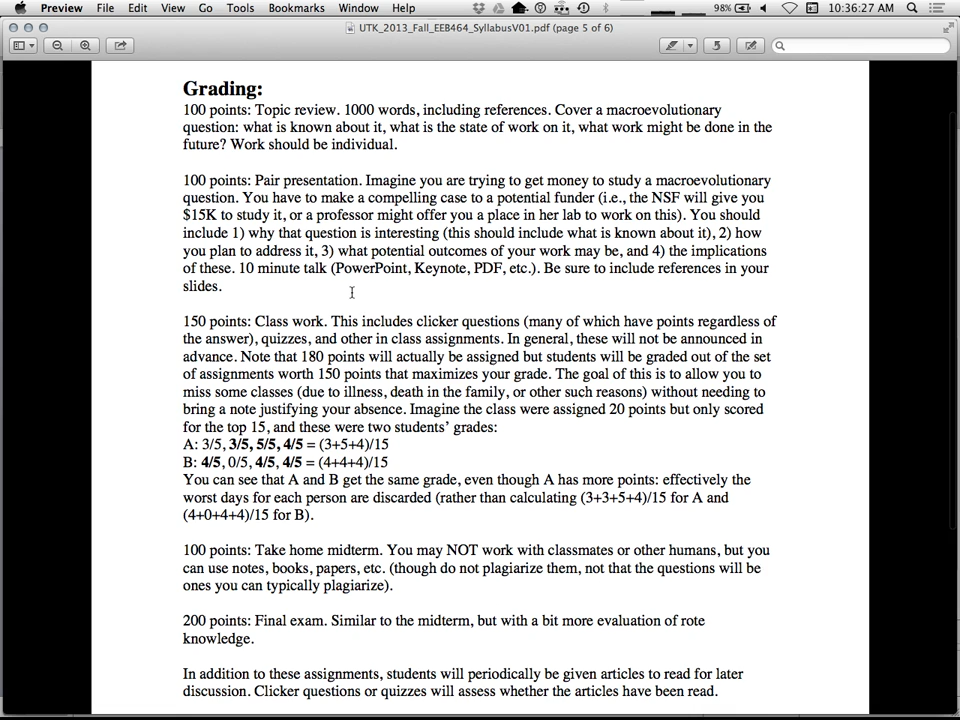 Preview File Edit View Go Tools Bookmarks Window Help 98% 10:36:27 AM
UTK_2013_Fall_EEB464_SyllabusV01.pdf (page 5 of 6)
Grading:
100 points: Topic review. 1000 words, including references. Cover a macroevolutionary
question: what is known about it, what is the state of work on it, what work might be done in the
future? Work should be individual.
100 points: Pair presentation. Imagine you are trying to get money to study a macroevolutionary
question. You have to make a compelling case to a potential funder (i.e., the NSF will give you
$15K to study it, or a professor might offer you a place in her lab to work on this). You should
include 1) why that question is interesting (this should include what is known about it), 2) how
you plan to address it, 3) what potential outcomes of your work may be, and 4) the implications
of these. 10 minute talk (PowerPoint, Keynote, PDF, etc.). Be sure to include references in your
slides.
150 points: Class work. This includes clicker questions (many of which have points regardless of
the answer), quizzes, and other in class assignments. In general, these will not be announced in
advance. Note that 180 points will actually be assigned but students will be graded out of the set
of assignments worth 150 points that maximizes your grade. The goal of this is to allow you to
miss some classes (due to illness, death in the family, or other such reasons) without needing to
bring a note justifying your absence. Imagine the class were assigned 20 points but only scored
for the top 15, and these were two students' grades:
A: 3/5, 3/5, 5/5, 4/5 = (3+5+4)/15
B: 4/5, 0/5, 4/5, 4/5 = (4+4+4)/15
You can see that A and B get the same grade, even though A has more points: effectively the
worst days for each person are discarded (rather than calculating (3+3+5+4)/15 for A and
(4+0+4+4)/15 for B).
100 points: Take home midterm. You may NOT work with classmates or other humans, but you
can use notes, books, papers, etc. (though do not plagiarize them, not that the questions will be
ones you can typically plagiarize).
200 points: Final exam. Similar to the midterm, but with a bit more evaluation of rote
knowledge.
In addition to these assignments, students will periodically be given articles to read for later
discussion. Clicker questions or quizzes will assess whether the articles have been read.